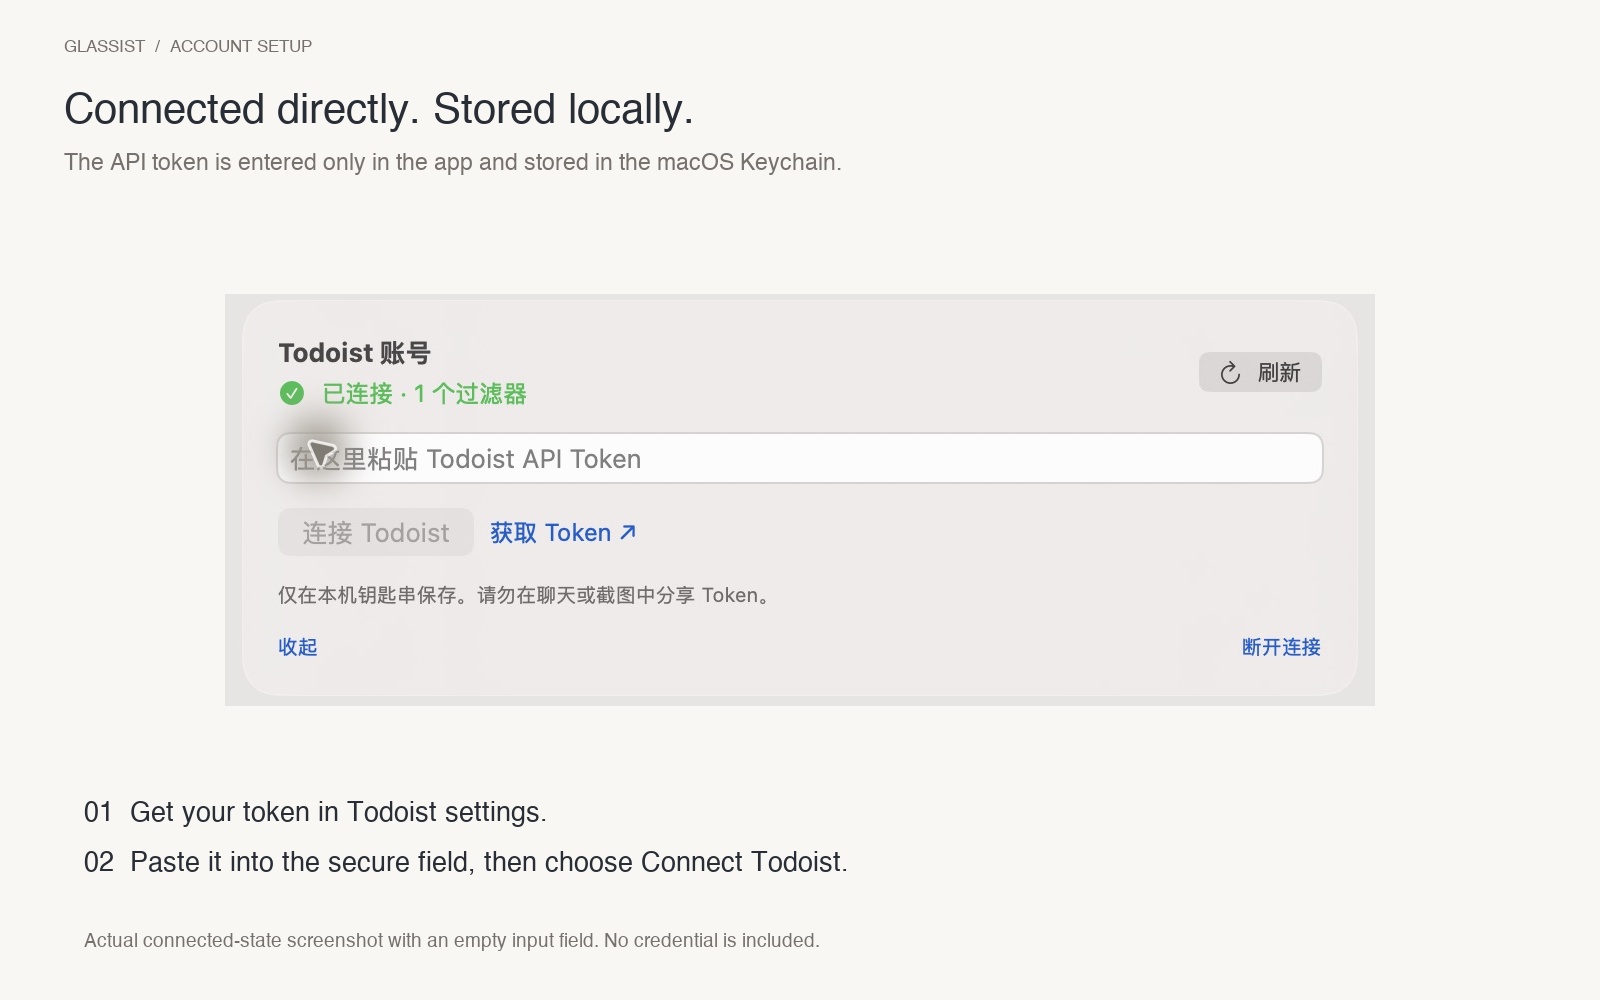 GLASSIST / ACCOUNT SETUP
Connected directly. Stored locally.
The API token is entered only in the app and stored in the macOS Keychain.
Todoist 账号
已连接 · 1 个过滤器
刷新
在这里粘贴 Todoist API Token
连接 Todoist
获取 Token ↗
仅在本机钥匙串保存。请勿在聊天或截图中分享 Token。
收起
断开连接
01 Get your token in Todoist settings.
02 Paste it into the secure field, then choose Connect Todoist.
Actual connected-state screenshot with an empty input field. No credential is included.